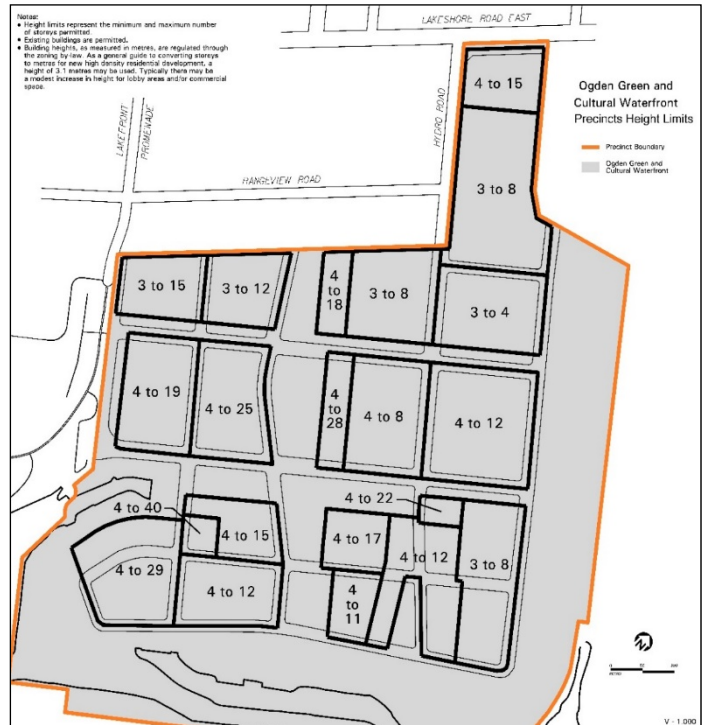 Notes:
• Height limits represent the minimum and maximum number
of storeys permitted.
• Existing buildings are permitted.
• Building heights, as measured in metres, are regulated through
the zoning by-law. As a general guide to converting storeys
to metres for new high density residential development, a
height of 3.1 metres may be used. Typically there may be
a modest increase in height for lobby areas and/or commercial
space.
LAKESHORE ROAD EAST
Ogden Green and
Cultural Waterfront
Precincts Height Limits
Precinct Boundary
Ogden Green and
Cultural Waterfront
LAKEFRONT
PROMENADE
HYDRO ROAD
RANGEVIEW ROAD
4 to 15
3 to 8
3 to 15
3 to 12
4
to
18
3 to 8
3 to 4
4 to 19
4 to 25
4
to
28
4 to 8
4 to 12
4 to 22
4 to 40
4 to 15
4 to 17
4 to 12
3 to 8
4 to 29
4 to 12
4
to
11
N